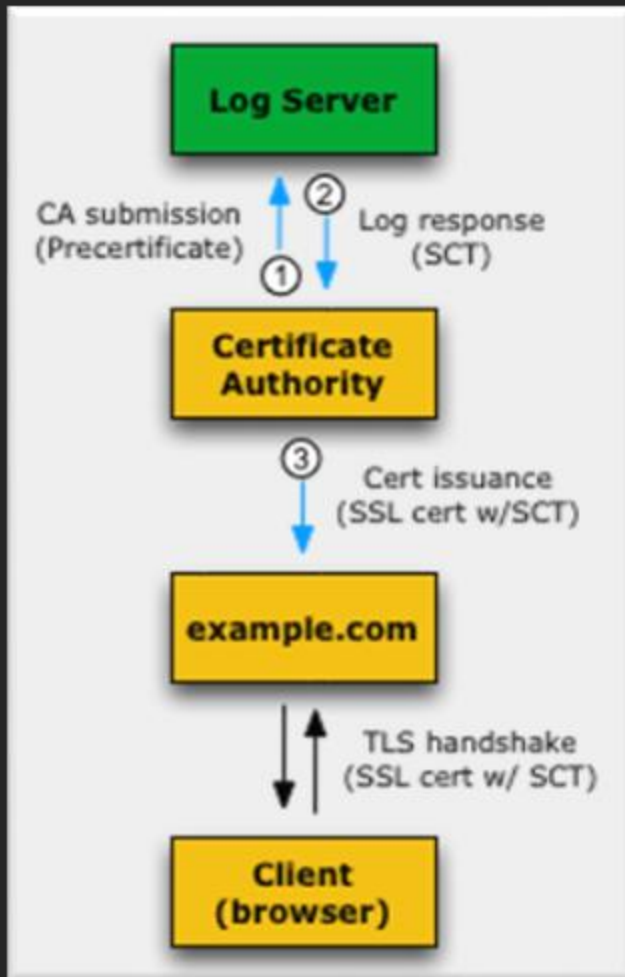 Log Server
CA submission
(Precertificate)
1
2
Log response
(SCT)
Certificate
Authority
3
Cert issuance
(SSL cert w/SCT)
example.com
TLS handshake
(SSL cert w/ SCT)
Client
(browser)